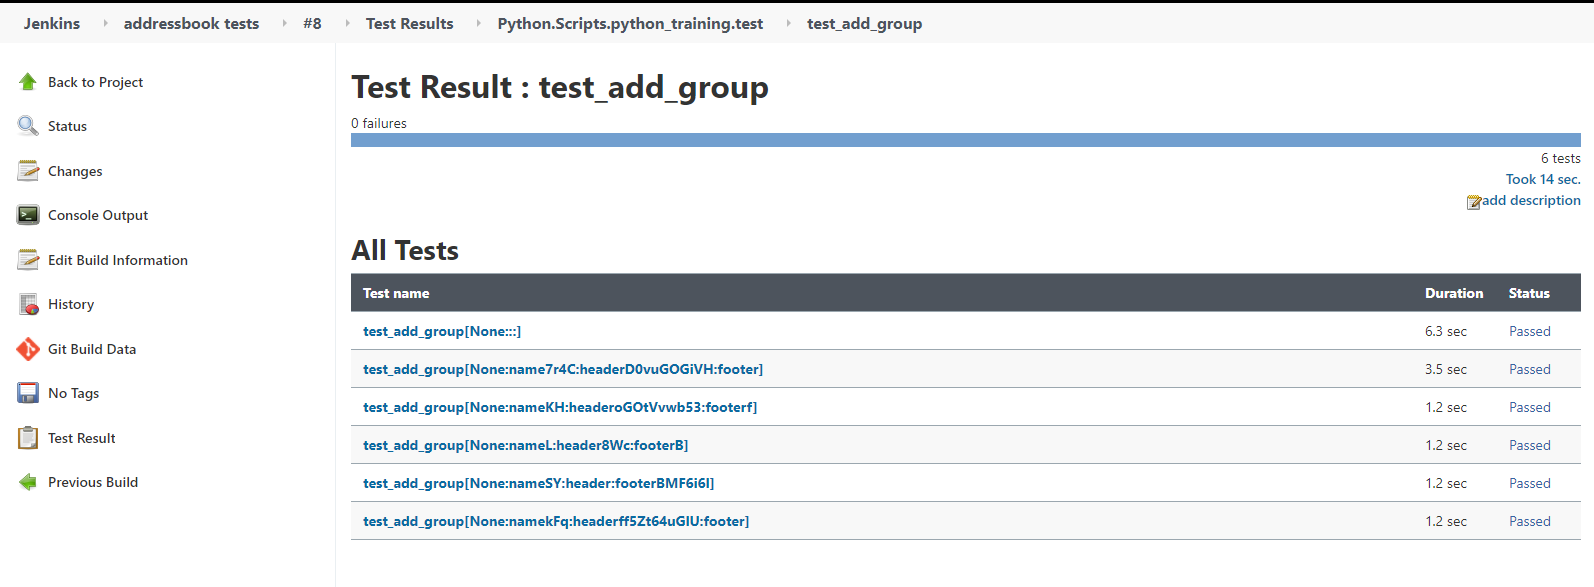 Jenkins addressbook tests #8 Test Results Python.Scripts.python_training.test test_add_group
Back to Project
Status
Changes
Console Output
Edit Build Information
History
Git Build Data
No Tags
Test Result
Previous Build
Test Result : test_add_group
0 failures
6 tests
Took 14 sec.
add description
All Tests
Test name Duration Status
test_add_group[None:::] 6.3 sec Passed
test_add_group[None:name7r4C:headerD0vuGOGiVH:footer] 3.5 sec Passed
test_add_group[None:nameKH:headeroGOtVvwb53:footerf] 1.2 sec Passed
test_add_group[None:nameL:header8Wc:footerB] 1.2 sec Passed
test_add_group[None:nameSY:header:footerBMF6i6I] 1.2 sec Passed
test_add_group[None:namekFq:headerff5Zt64uGIU:footer] 1.2 sec Passed